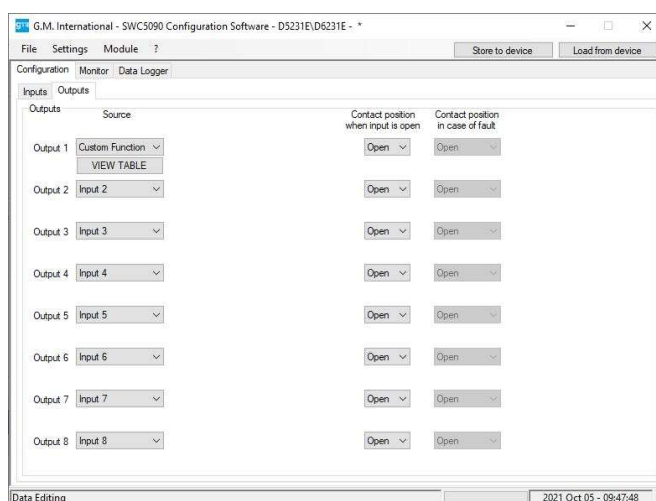 gmi G.M. International - SWC5090 Configuration Software - D5231E\D6231E - *
File Settings Module ?
Store to device Load from device
Configuration Monitor Data Logger
Inputs Outputs
Outputs
Source
Contact position when input is open
Contact position in case of fault
Output 1 Custom Function Open Open
VIEW TABLE
Output 2 Input 2 Open Open
Output 3 Input 3 Open Open
Output 4 Input 4 Open Open
Output 5 Input 5 Open Open
Output 6 Input 6 Open Open
Output 7 Input 7 Open Open
Output 8 Input 8 Open Open
Data Editing 2021 Oct 05 - 09:47:48